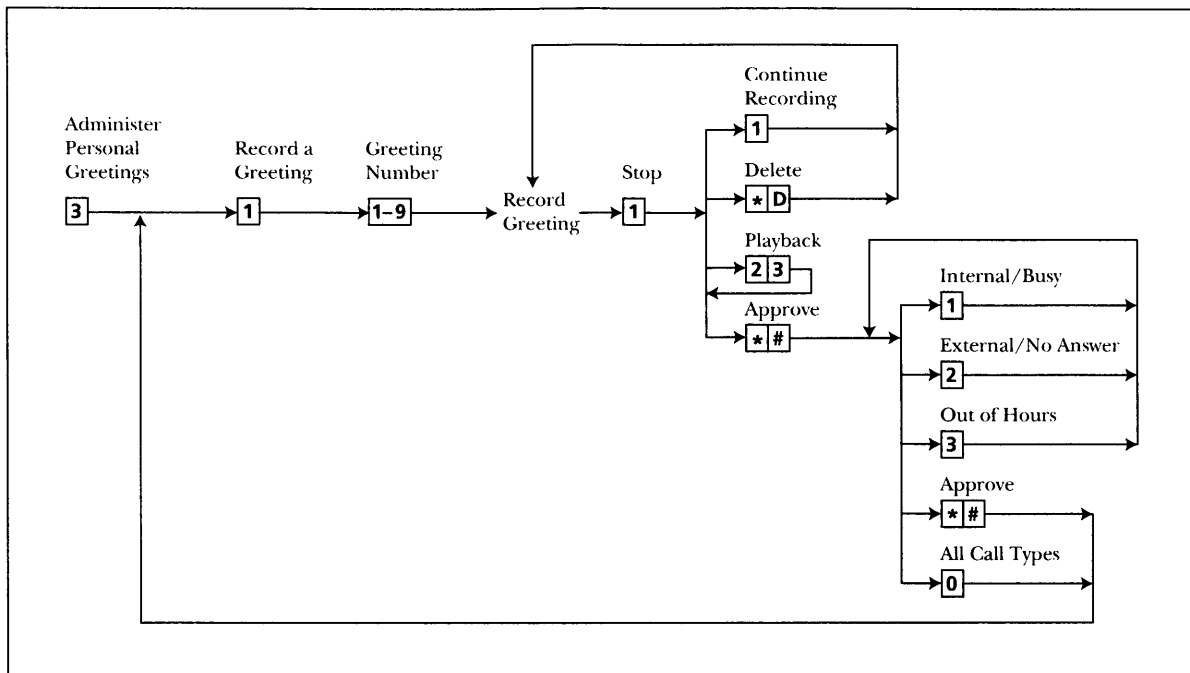 Administer
Personal
Greetings
3
Record a
Greeting
1
Greeting
Number
1–9
Record
Greeting
Stop
1
Continue
Recording
1
Delete
* D
Playback
2 3
Approve
* #
Internal/Busy
1
External/No Answer
2
Out of Hours
3
Approve
* #
All Call Types
0